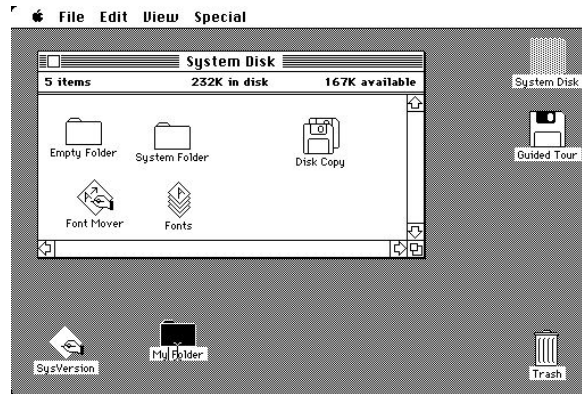 File Edit View Special
System Disk
5 items 232K in disk 167K available
System Disk
Empty Folder System Folder Disk Copy
Guided Tour
Font Mover Fonts
SysVersion My Folder
Trash